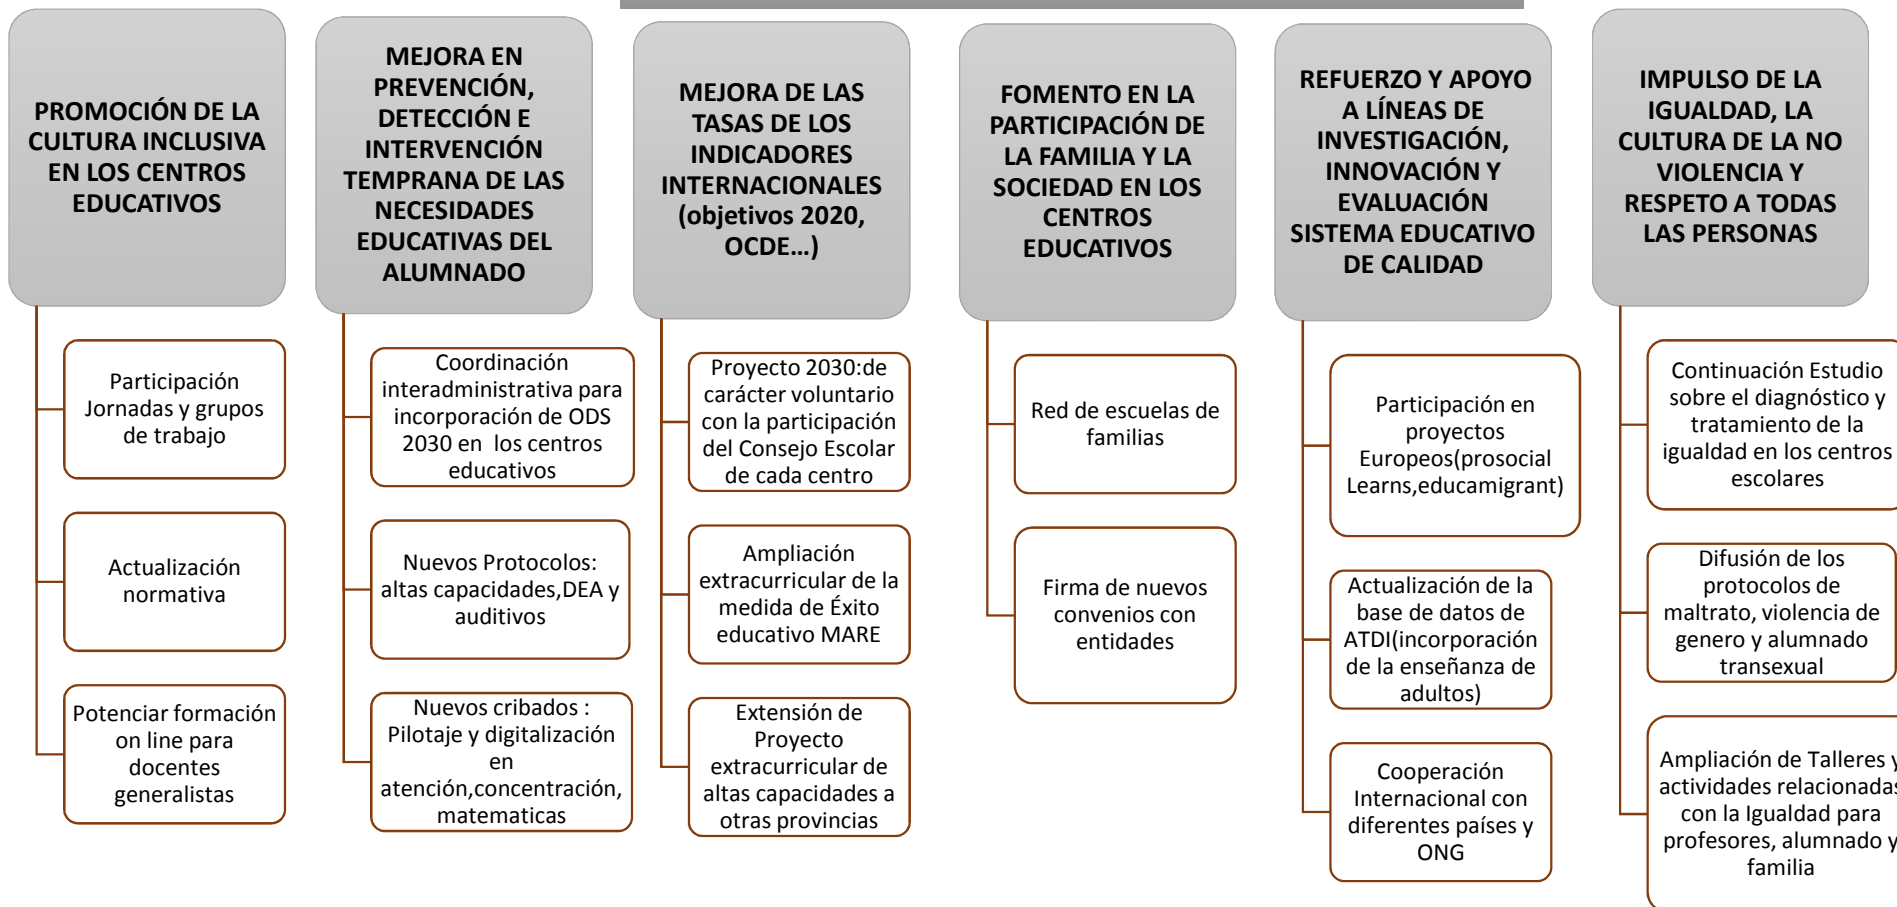 PROMOCIÓN DE LA
CULTURA INCLUSIVA
EN LOS CENTROS
EDUCATIVOS
Participación
Jornadas y grupos
de trabajo
Actualización
normativa
Potenciar formación
on line para
docentes
generalistas
MEJORA EN
PREVENCIÓN,
DETECCIÓN E
INTERVENCIÓN
TEMPRANA DE LAS
NECESIDADES
EDUCATIVAS DEL
ALUMNADO
Coordinación
interadministrativa para
incorporación de ODS
2030 en  los centros
educativos
Nuevos Protocolos:
altas capacidades,DEA y
auditivos
Nuevos cribados :
Pilotaje y digitalización
en
atención,concentración,
matematicas
MEJORA DE LAS
TASAS DE LOS
INDICADORES
INTERNACIONALES
(objetivos 2020,
OCDE...)
Proyecto 2030:de
carácter voluntario
con la participación
del Consejo Escolar
de cada centro
Ampliación
extracurricular de la
medida de Éxito
educativo MARE
Extensión de
Proyecto
extracurricular de
altas capacidades a
otras provincias
FOMENTO EN LA
PARTICIPACIÓN DE
LA FAMILIA Y LA
SOCIEDAD EN LOS
CENTROS
EDUCATIVOS
Red de escuelas de
familias
Firma de nuevos
convenios con
entidades
REFUERZO Y APOYO
A LÍNEAS DE
INVESTIGACIÓN,
INNOVACIÓN Y
EVALUACIÓN
SISTEMA EDUCATIVO
DE CALIDAD
Participación en
proyectos
Europeos(prosocial
Learns,educamigrant)
Actualización de la
base de datos de
ATDI(incorporación
de la enseñanza de
adultos)
Cooperación
Internacional con
diferentes países y
ONG
IMPULSO DE LA
IGUALDAD, LA
CULTURA DE LA NO
VIOLENCIA Y
RESPETO A TODAS
LAS PERSONAS
Continuación Estudio
sobre el diagnóstico y
tratamiento de la
igualdad en los centros
escolares
Difusión de los
protocolos de
maltrato, violencia de
genero y alumnado
transexual
Ampliación de Talleres y
actividades relacionadas
con la Igualdad para
profesores, alumnado y
familia